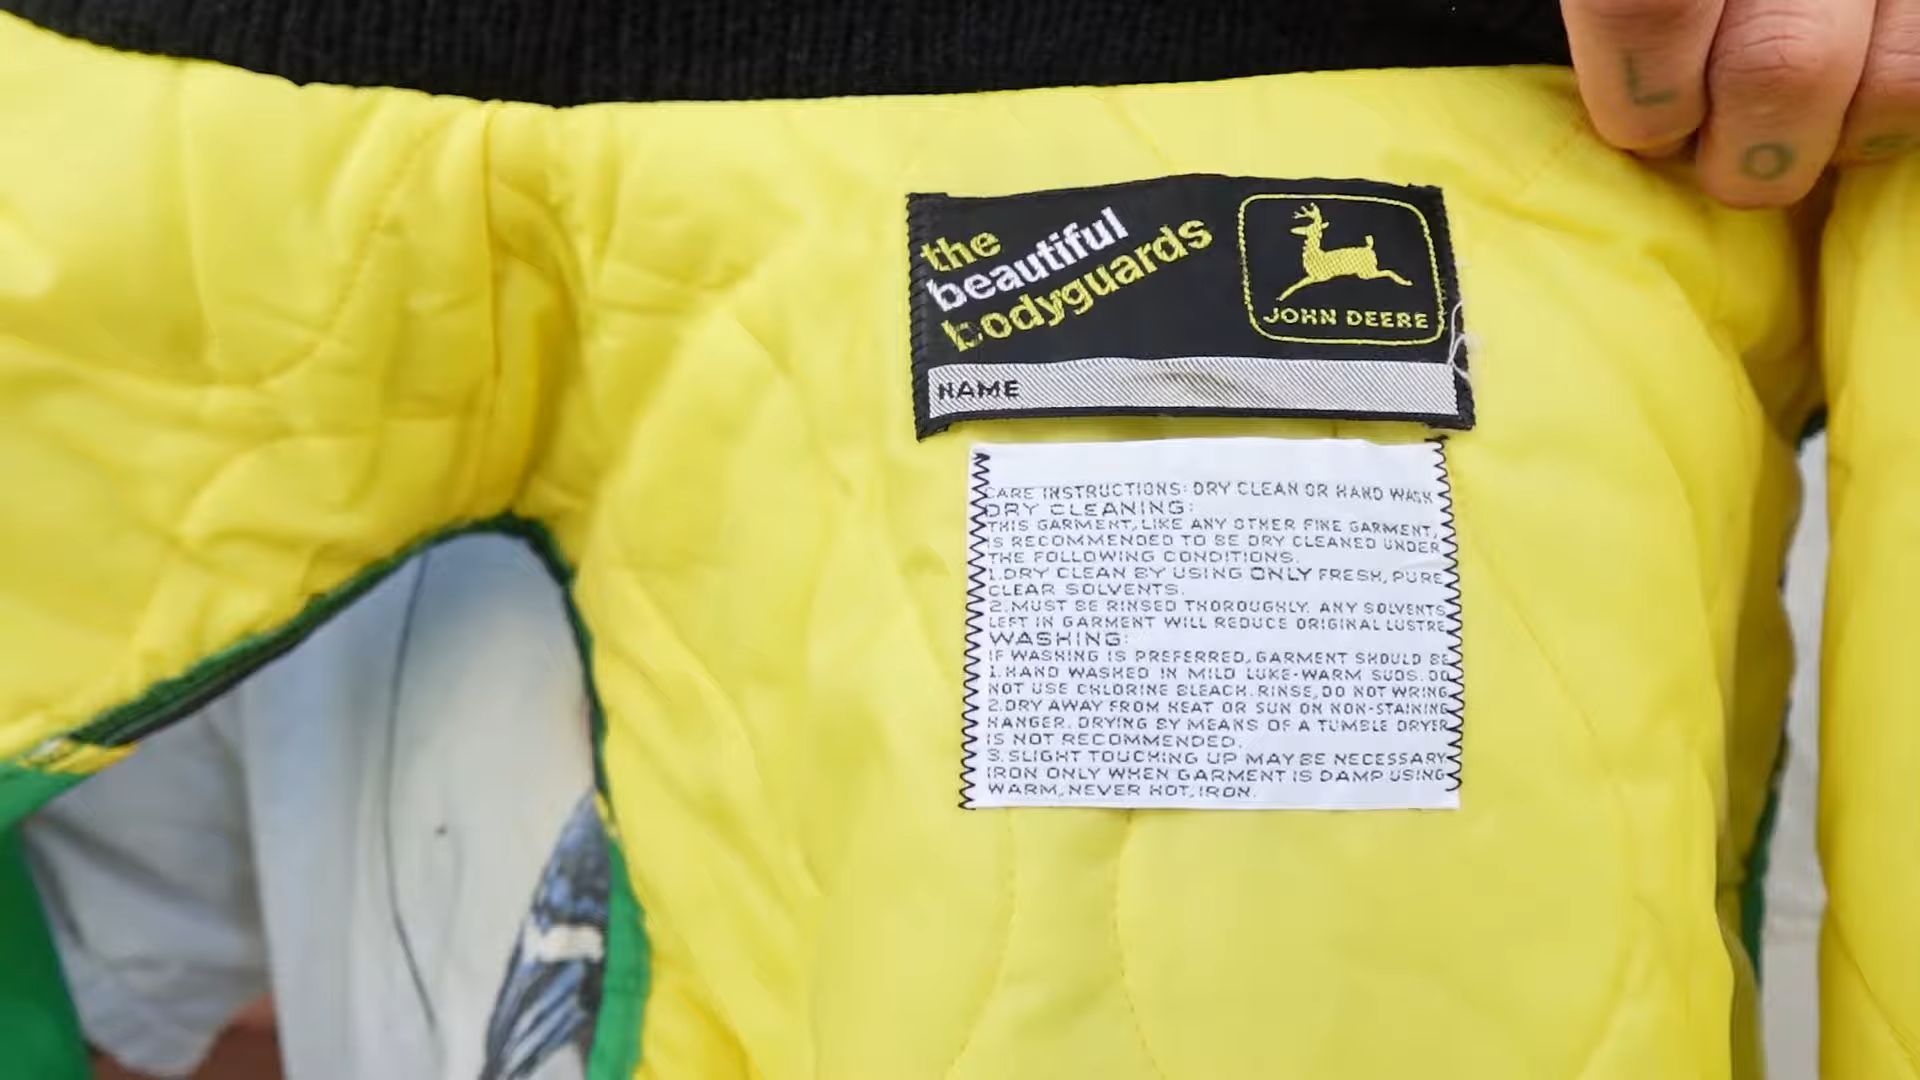 L O S
the
beautiful
bodyguards
JOHN DEERE
NAME
CARE INSTRUCTIONS: DRY CLEAN OR HAND WASH
DRY CLEANING:
THIS GARMENT, LIKE ANY OTHER FINE GARMENT,
IS RECOMMENDED TO BE DRY CLEANED UNDER
THE FOLLOWING CONDITIONS.
1. DRY CLEAN BY USING ONLY FRESH, PURE
CLEAR SOLVENTS.
2. MUST BE RINSED THOROUGHLY. ANY SOLVENTS
LEFT IN GARMENT WILL REDUCE ORIGINAL LUSTRE
WASHING:
IF WASHING IS PREFERRED, GARMENT SHOULD BE
1. HAND WASHED IN MILD LUKE-WARM SUDS. DO
NOT USE CHLORINE BLEACH. RINSE, DO NOT WRING
2. DRY AWAY FROM HEAT OR SUN ON NON-STAINING
HANGER. DRYING BY MEANS OF A TUMBLE DRYER
IS NOT RECOMMENDED.
3. SLIGHT TOUCHING UP MAY BE NECESSARY
IRON ONLY WHEN GARMENT IS DAMP USING
WARM, NEVER HOT, IRON.